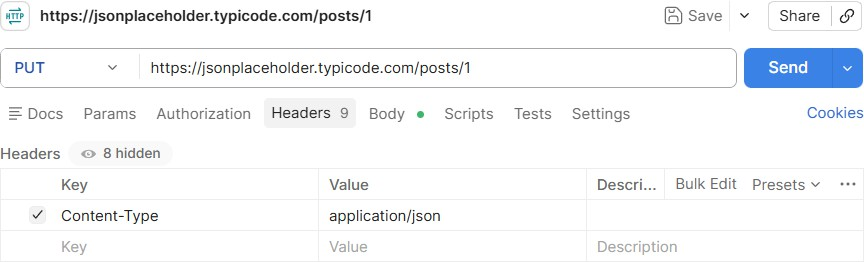 HTTP https://jsonplaceholder.typicode.com/posts/1 Save Share
PUT https://jsonplaceholder.typicode.com/posts/1 Send
Docs Params Authorization Headers 9 Body Scripts Tests Settings Cookies
Headers 8 hidden
Key Value Descri... Bulk Edit Presets
Content-Type application/json
Key Value Description